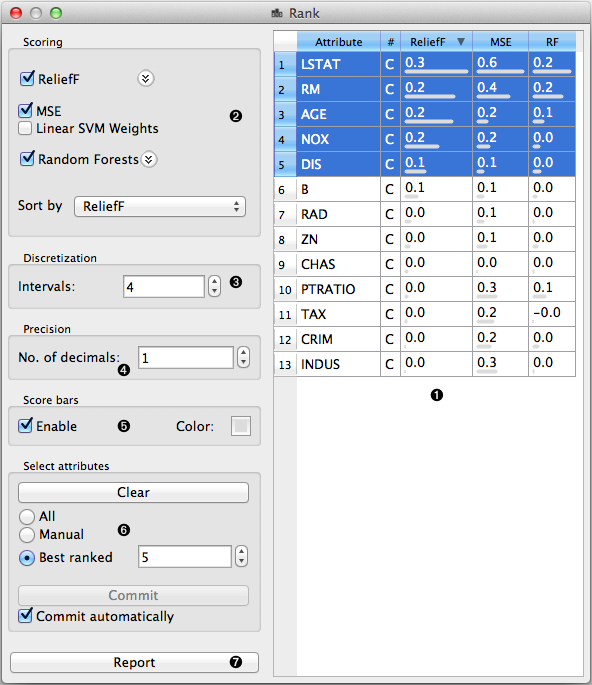 Rank
Scoring
ReliefF
MSE
Linear SVM Weights
2
Random Forests
Sort by ReliefF
Discretization
Intervals: 4
3
Precision
No. of decimals: 1
4
Score bars
Enable 5 Color:
Select attributes
Clear
All
Manual
6
Best ranked 5
Commit
Commit automatically
Report 7
Attribute # ReliefF MSE RF
1 LSTAT C 0.3 0.6 0.2
2 RM C 0.2 0.4 0.2
3 AGE C 0.2 0.2 0.1
4 NOX C 0.2 0.2 0.0
5 DIS C 0.1 0.1 0.0
6 B C 0.1 0.1 0.0
7 RAD C 0.0 0.1 0.0
8 ZN C 0.0 0.1 0.0
9 CHAS C 0.0 0.0 0.0
10 PTRATIO C 0.0 0.3 0.1
11 TAX C 0.0 0.2 −0.0
12 CRIM C 0.0 0.2 0.0
13 INDUS C 0.0 0.3 0.0
1